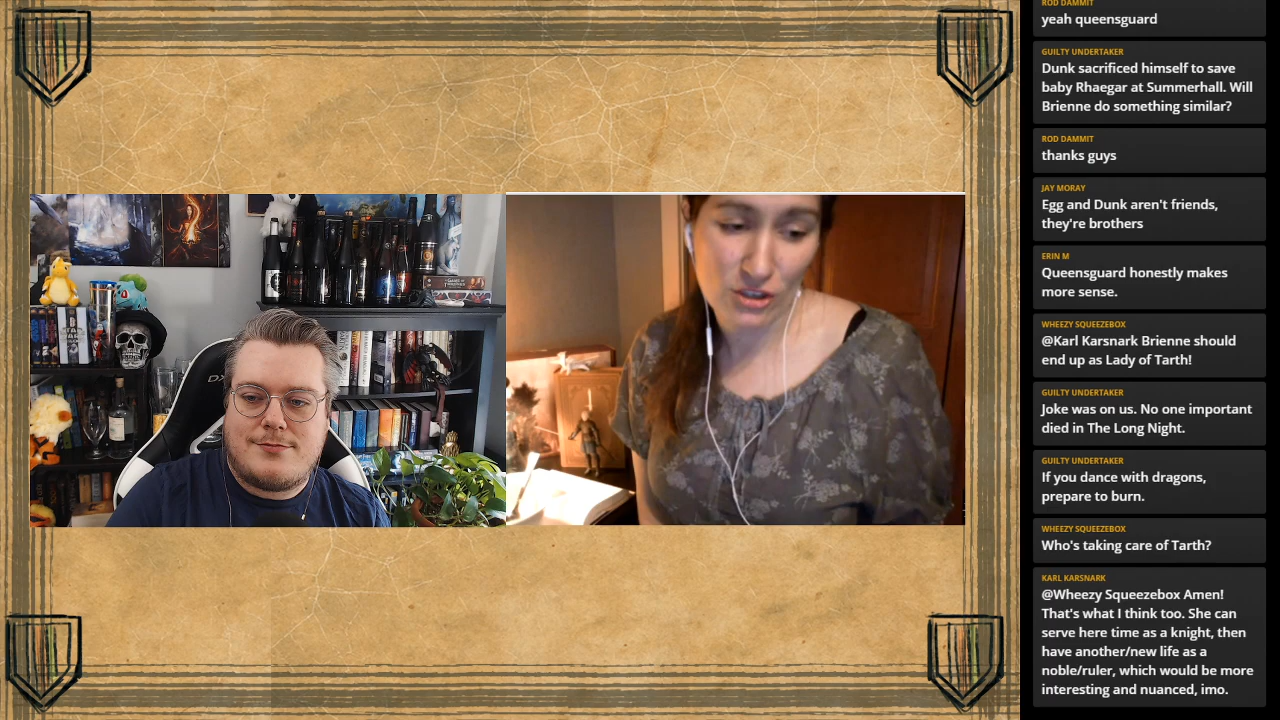 ROD DAMMIT
yeah queensguard
GUILTY UNDERTAKER
Dunk sacrificed himself to save
baby Rhaegar at Summerhall. Will
Brienne do something similar?
ROD DAMMIT
thanks guys
JAY MORAY
Egg and Dunk aren't friends,
they're brothers
ERIN M
Queensguard honestly makes
more sense.
WHEEZY SQUEEZEBOX
@Karl Karsnark Brienne should
end up as Lady of Tarth!
GUILTY UNDERTAKER
Joke was on us. No one important
died in The Long Night.
GUILTY UNDERTAKER
If you dance with dragons,
prepare to burn.
WHEEZY SQUEEZEBOX
Who's taking care of Tarth?
KARL KARSNARK
@Wheezy Squeezebox Amen!
That's what I think too. She can
serve here time as a knight, then
have another/new life as a
noble/ruler, which would be more
interesting and nuanced, imo.